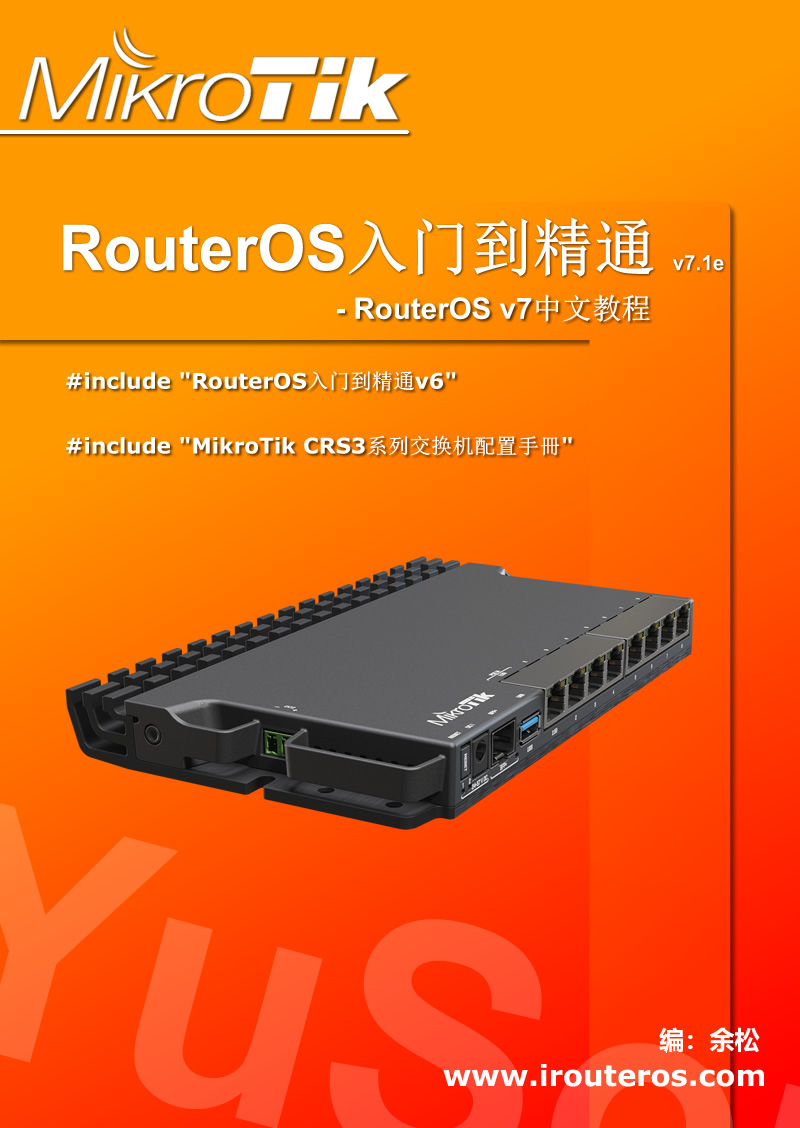 MikroTik
RouterOS入门到精通 v7.1e
- RouterOS v7中文教程
#include "RouterOS入门到精通v6"
#include "MikroTik CRS3系列交换机配置手冊"
MikroTik
YuSon
编：余松
www.irouteros.com